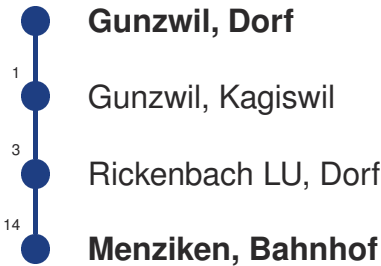 Gunzwil, Dorf
1
Gunzwil, Kagiswil
3
Rickenbach LU, Dorf
14
Menziken, Bahnhof